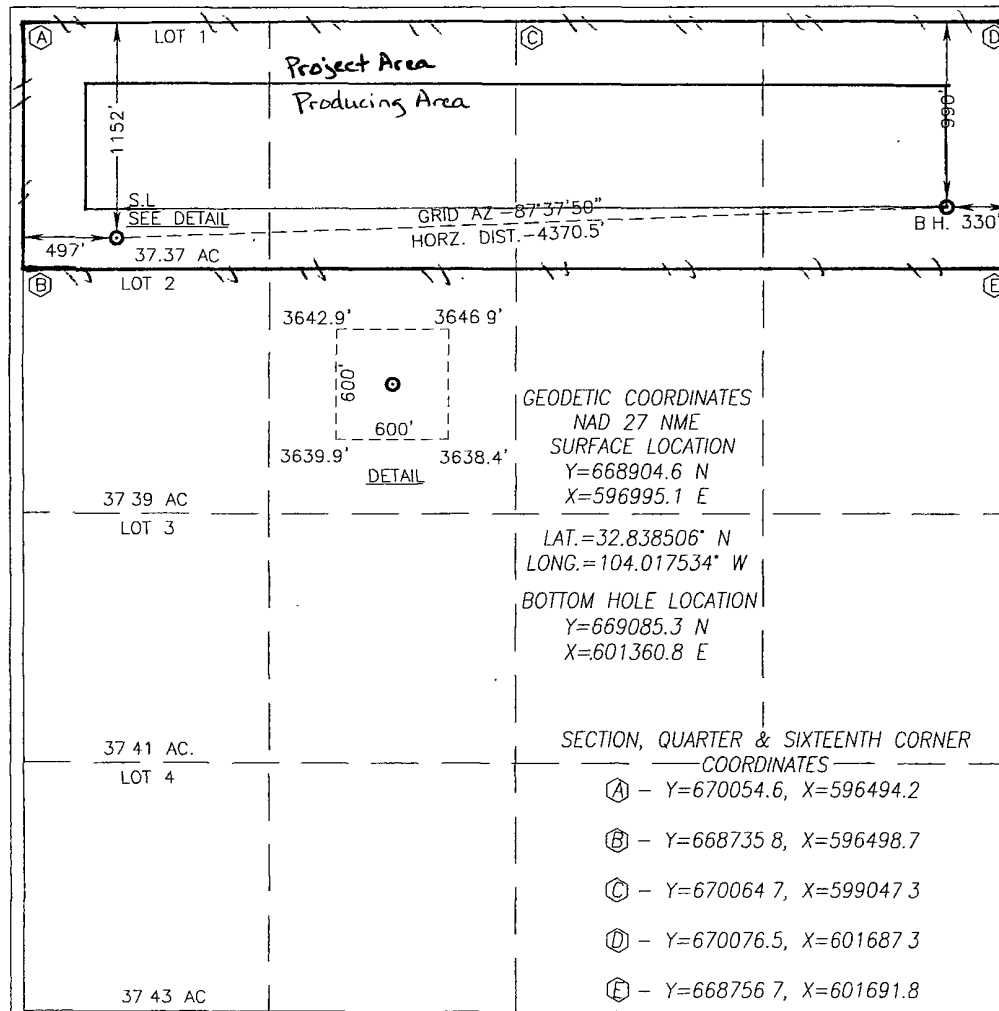 A LOT 1 C D
Project Area
Producing Area
1152'
990'
S.L
SEE DETAIL
GRID AZ -87°37'50"
HORZ. DIST.-4370.5'
B H. 330'
497'
37.37 AC
B LOT 2 E
3642.9' 3646 9'
600'
600'
3639.9' 3638.4'
DETAIL
GEODETIC COORDINATES
NAD 27 NME
SURFACE LOCATION
Y=668904.6 N
X=596995.1 E
LAT.=32.838506° N
LONG.=104.017534° W
BOTTOM HOLE LOCATION
Y=669085.3 N
X=601360.8 E
37 39 AC
LOT 3
37 41 AC.
LOT 4
SECTION, QUARTER & SIXTEENTH CORNER
COORDINATES
A - Y=670054.6, X=596494.2
B - Y=668735 8, X=596498.7
C - Y=670064 7, X=599047 3
D - Y=670076.5, X=601687 3
E - Y=668756 7, X=601691.8
37 43 AC